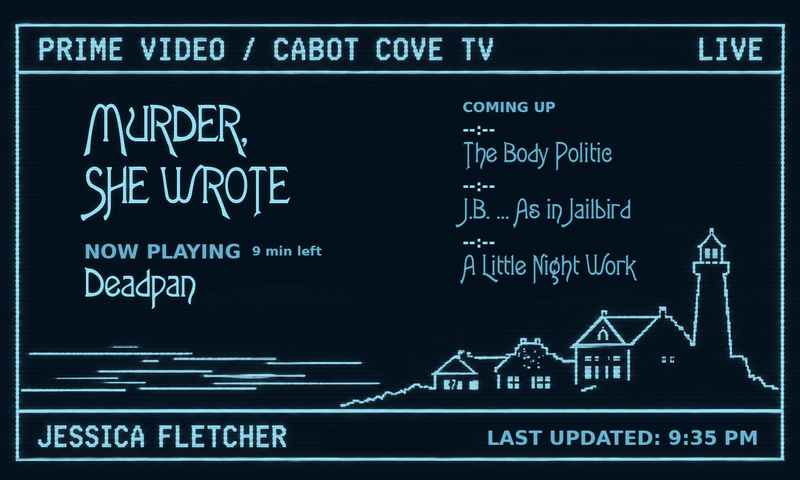 PRIME VIDEO / CABOT COVE TV
LIVE
MURDER,
SHE WROTE
NOW PLAYING 9 min left
Deadpan
COMING UP
--:--
The Body Politic
--:--
J.B. ... As in Jailbird
--:--
A Little Night Work
JESSICA FLETCHER
LAST UPDATED: 9:35 PM